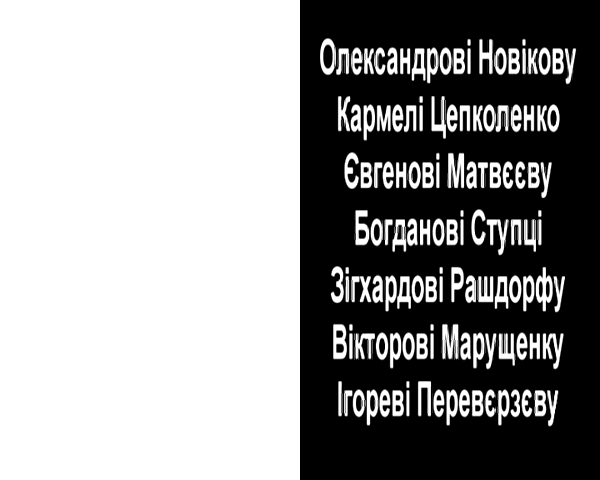 Олександрові Новікову
Кармелі Цепколенко
Євгенові Матвєєву
Богданові Ступці
Зігхардові Рашдорфу
Вікторові Марущенку
Ігореві Перевєрзєву